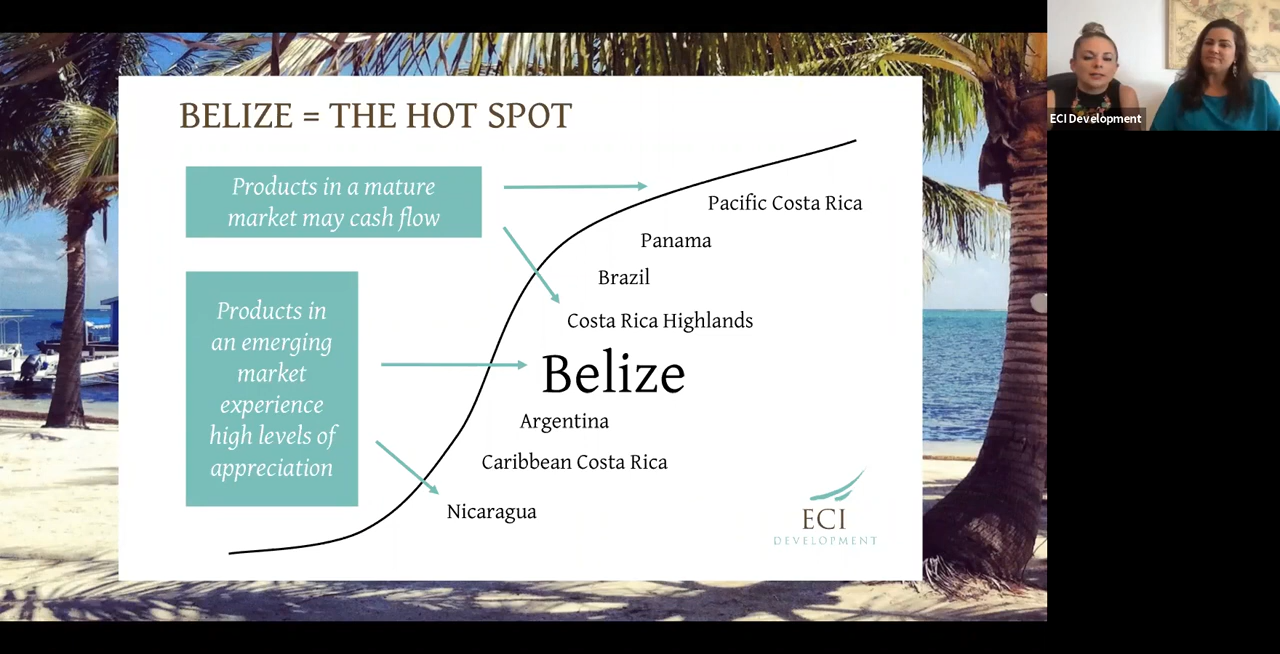 BELIZE = THE HOT SPOT
Products in a mature
market may cash flow
Products in
an emerging
market
experience
high levels of
appreciation
Pacific Costa Rica
Panama
Brazil
Costa Rica Highlands
Belize
Argentina
Caribbean Costa Rica
Nicaragua
ECI
DEVELOPMENT
ECI Development